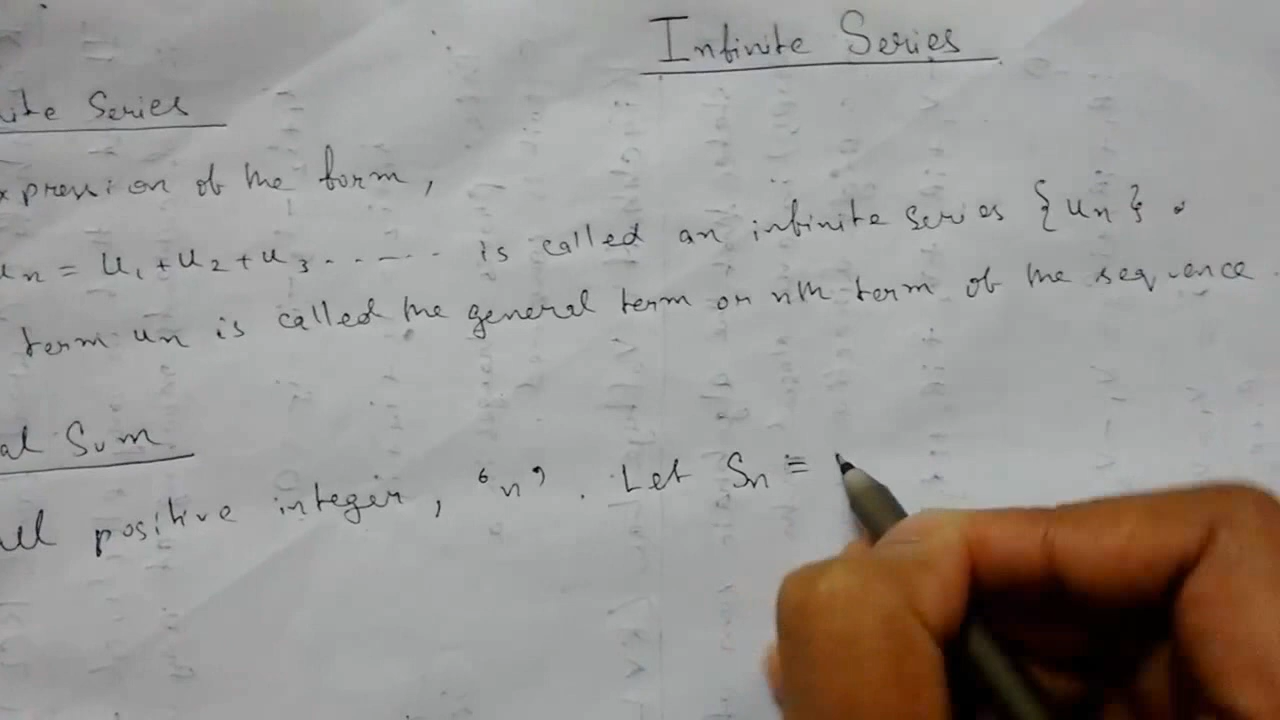 Infinite Series
ite Series
xpression of the form,
un = u1 + u2 + u3 ...... is called an infinite series {un}.
term un is called the general term or nth term of the sequence.
al Sum
all positive integer, 'n'. Let Sn =